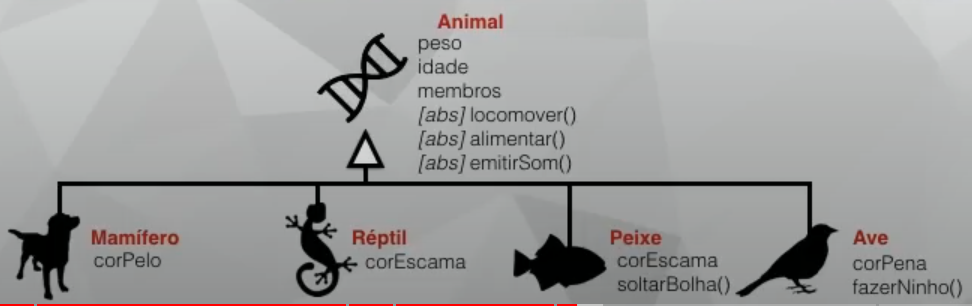 Animal
peso
idade
membros
[abs] locomover()
[abs] alimentar()
[abs] emitirSom()
Mamífero
corPelo
Réptil
corEscama
Peixe
corEscama
soltarBolha()
Ave
corPena
fazerNinho()